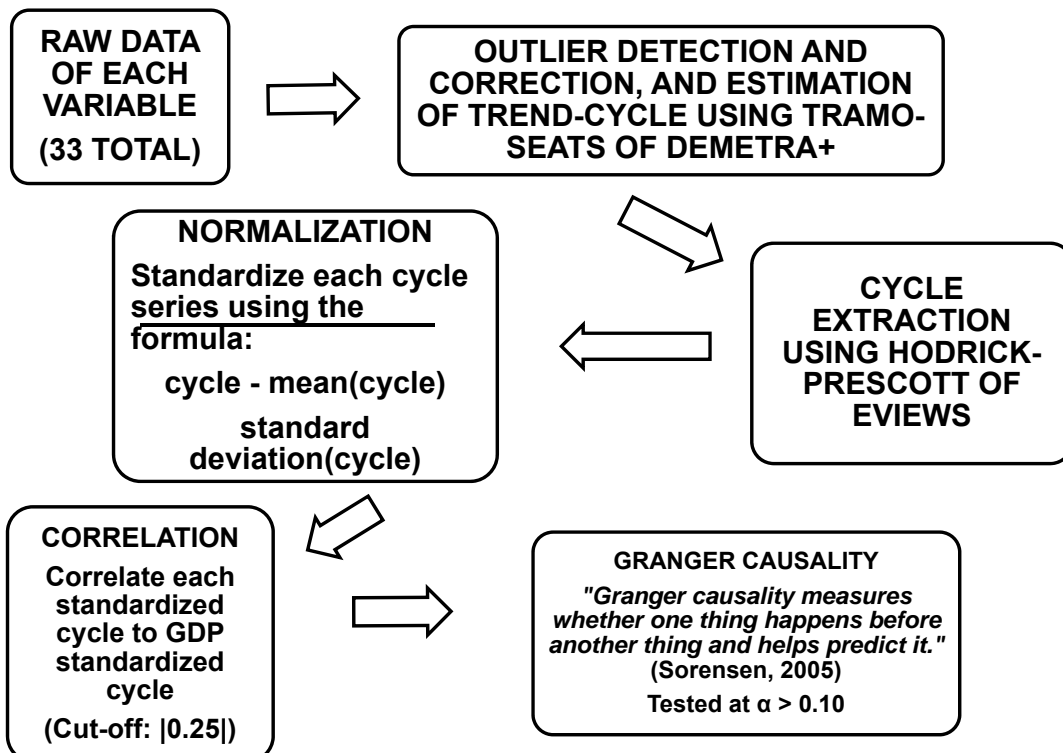 RAW DATA
OF EACH
VARIABLE
(33 TOTAL)
OUTLIER DETECTION AND
CORRECTION, AND ESTIMATION
OF TREND-CYCLE USING TRAMO-
SEATS OF DEMETRA+
CYCLE
EXTRACTION
USING HODRICK-
PRESCOTT OF
EVIEWS
NORMALIZATION
Standardize each cycle
series using the
formula:
cycle - mean(cycle)
standard
deviation(cycle)
CORRELATION
Correlate each
standardized
cycle to GDP
standardized
cycle
(Cut-off: |0.25|)
GRANGER CAUSALITY
"Granger causality measures
whether one thing happens before
another thing and helps predict it."
(Sorensen, 2005)
Tested at α > 0.10